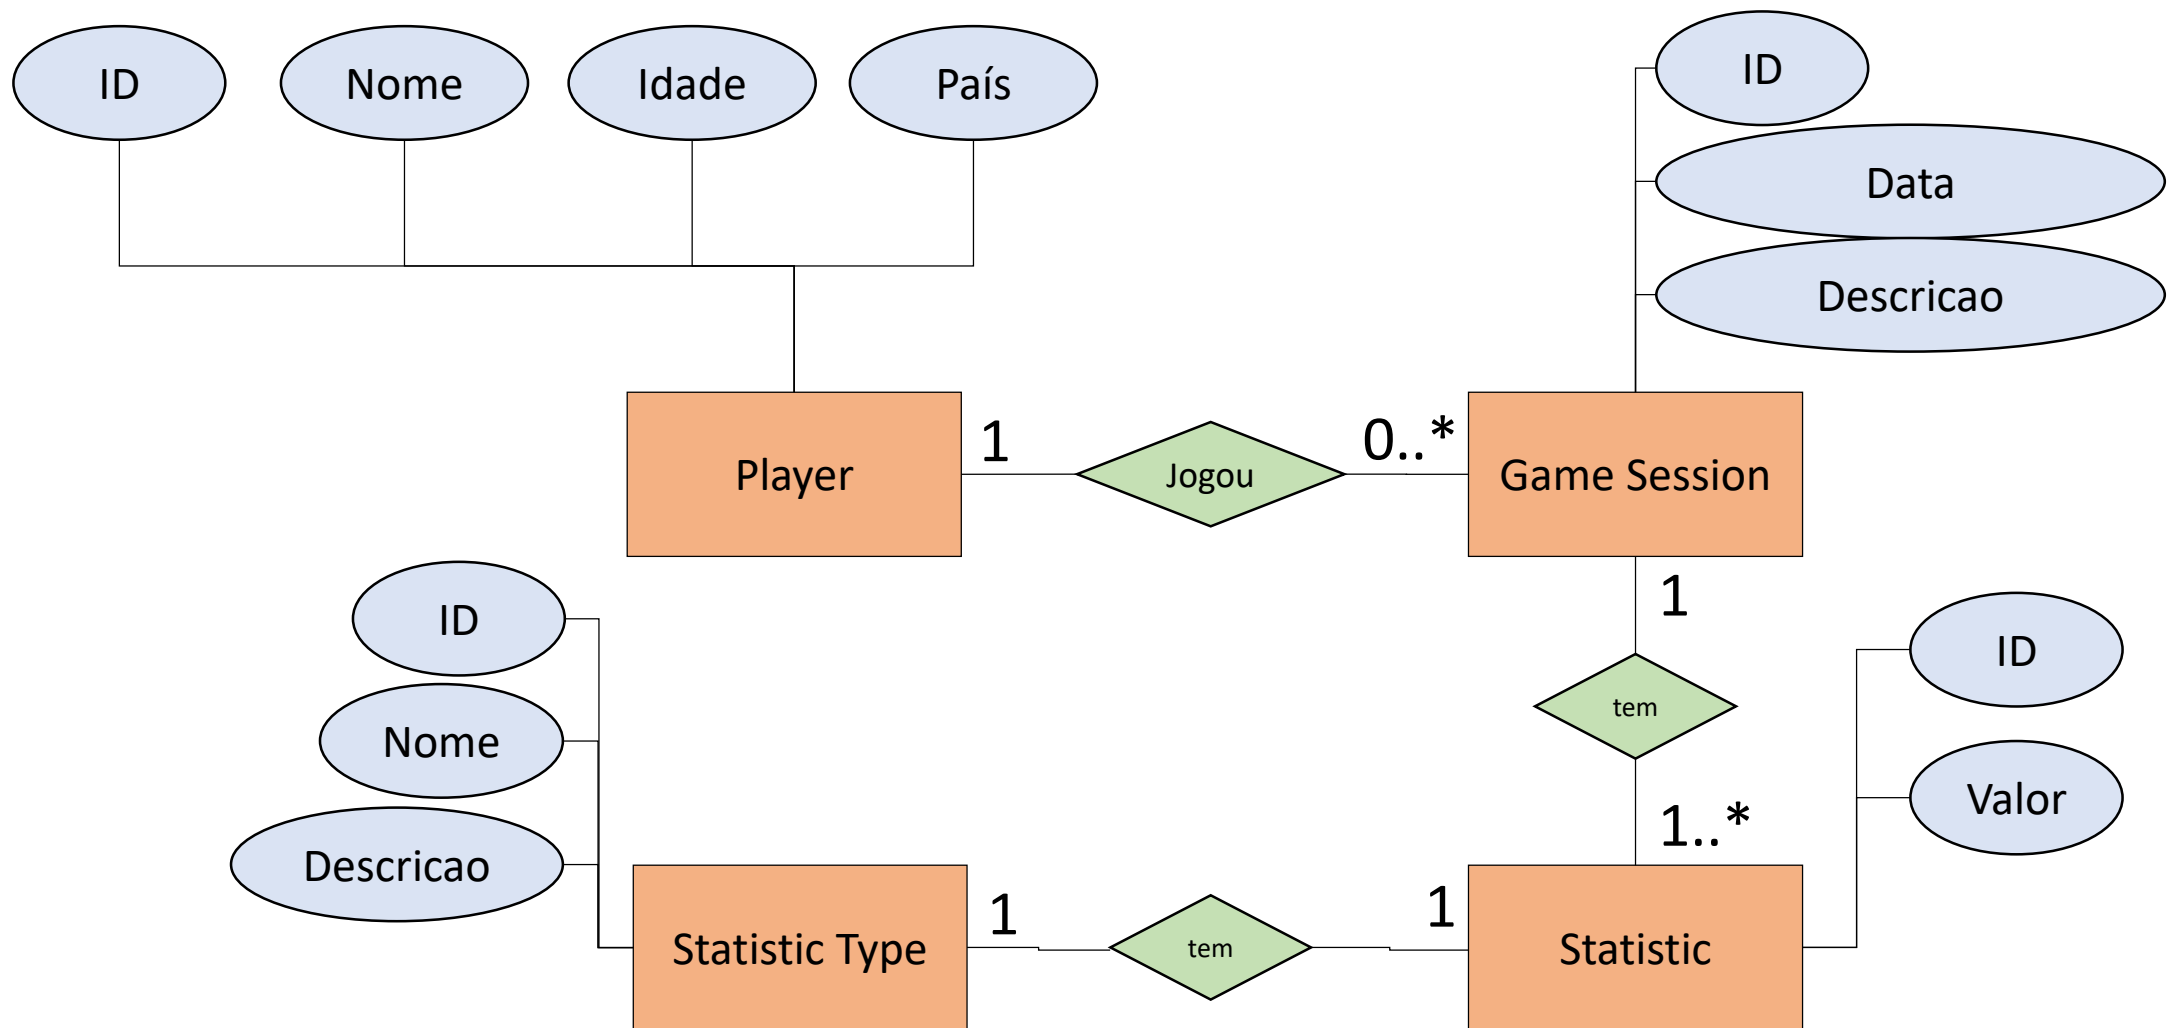 ID
Nome
Idade
País
ID
Data
Descricao
Player
1
Jogou
0..*
Game Session
ID
Nome
Descricao
1
tem
1..*
ID
Valor
Statistic Type
1
tem
1
Statistic